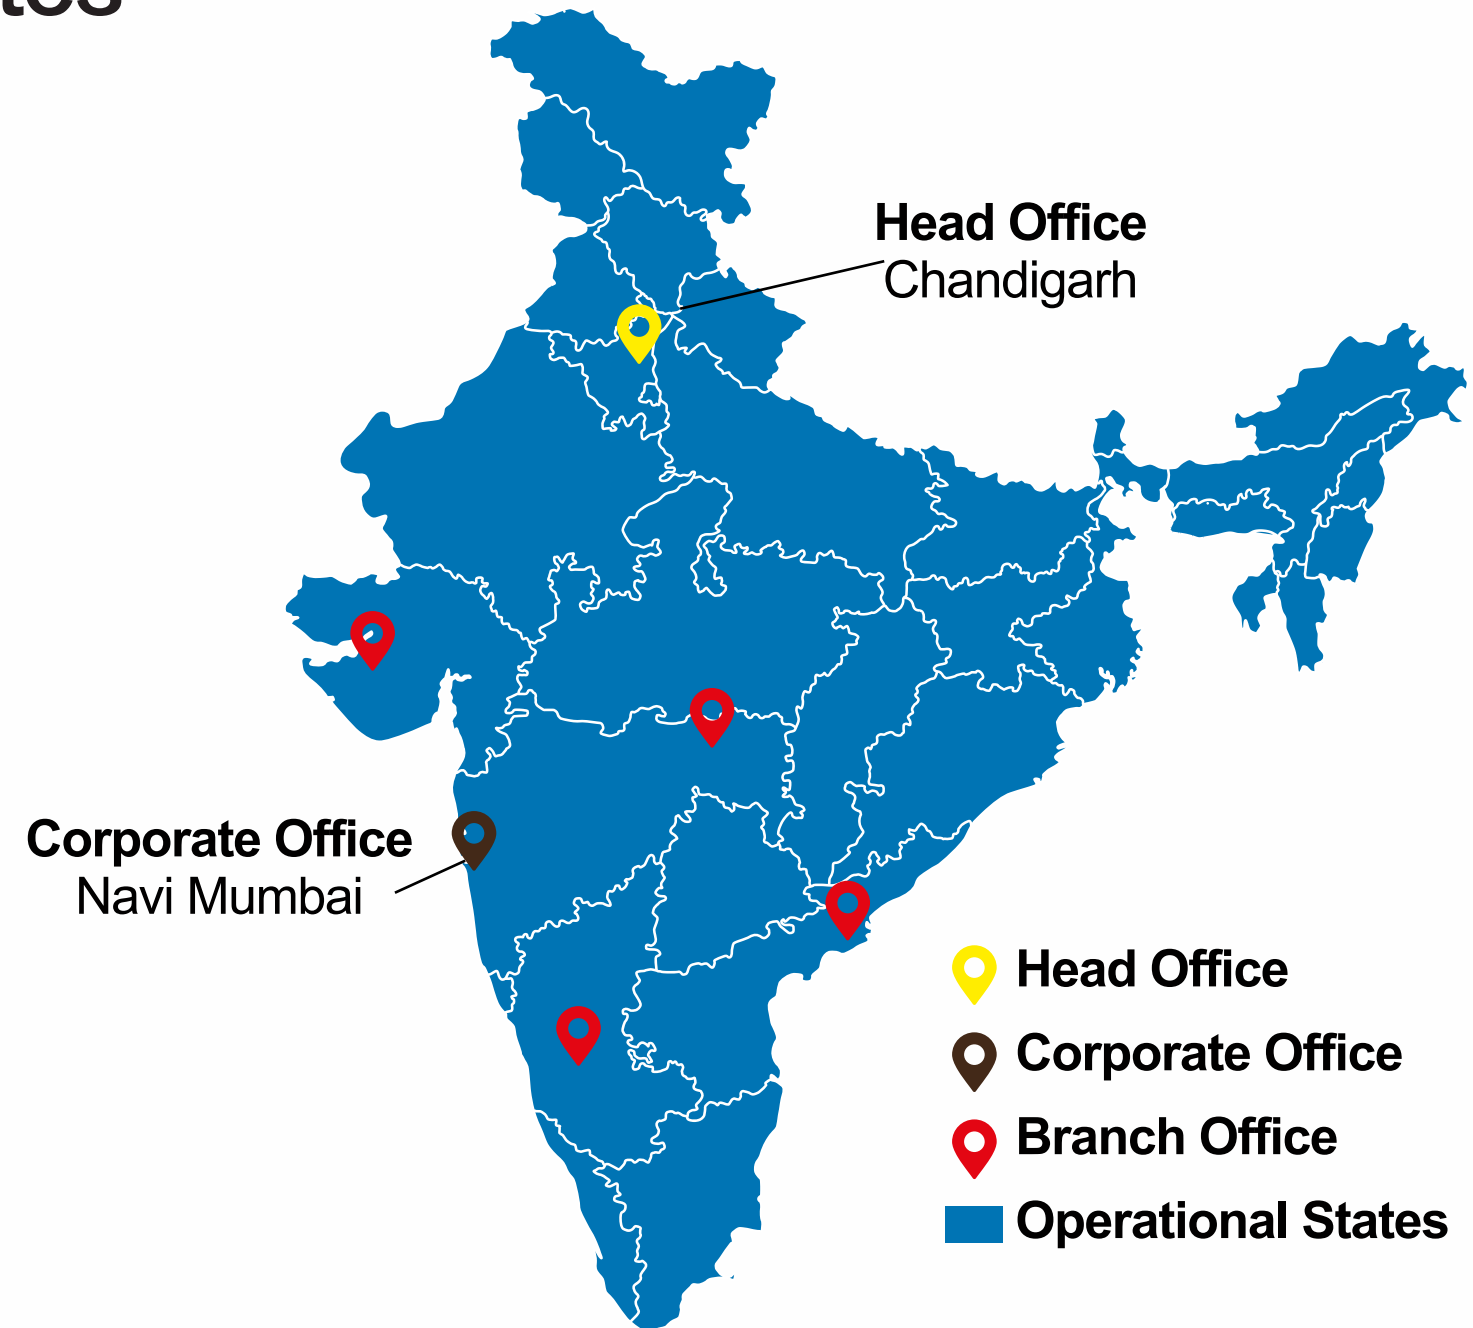 Head Office
Chandigarh
Corporate Office
Navi Mumbai
Head Office
Corporate Office
Branch Office
Operational States